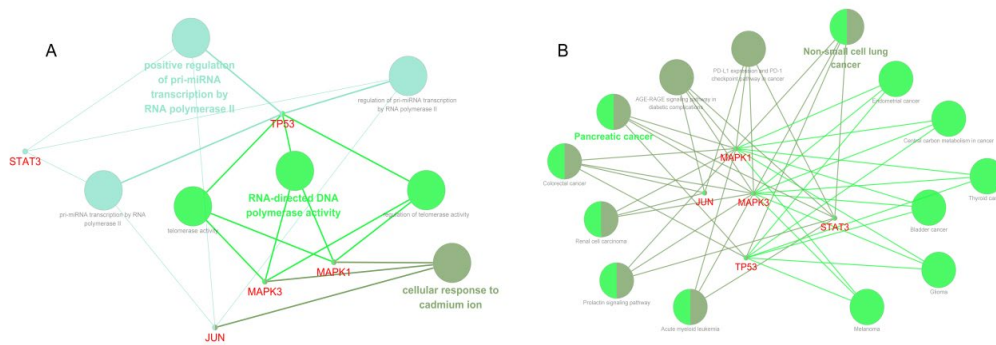 A
positive regulation
of pri-miRNA
transcription by
RNA polymerase II
regulation of pri-miRNA transcription
by RNA polymerase II
TP53
STAT3
pri-miRNA transcription by RNA
polymerase II
RNA-directed DNA
polymerase activity
telomerase activity
regulation of telomerase activity
MAPK1
MAPK3
cellular response to
cadmium ion
JUN
B
Non-small cell lung
cancer
PD-L1 expression and PD-1
checkpoint pathway in cancer
AGE-RAGE signaling pathway in
diabetic complications
Endometrial cancer
Pancreatic cancer
Central carbon metabolism in cancer
MAPK1
Colorectal cancer
JUN
MAPK3
Thyroid ca
STAT3
Bladder cancer
Renal cell carcinoma
TP53
Glioma
Prolactin signaling pathway
Acute myeloid leukemia
Melanoma